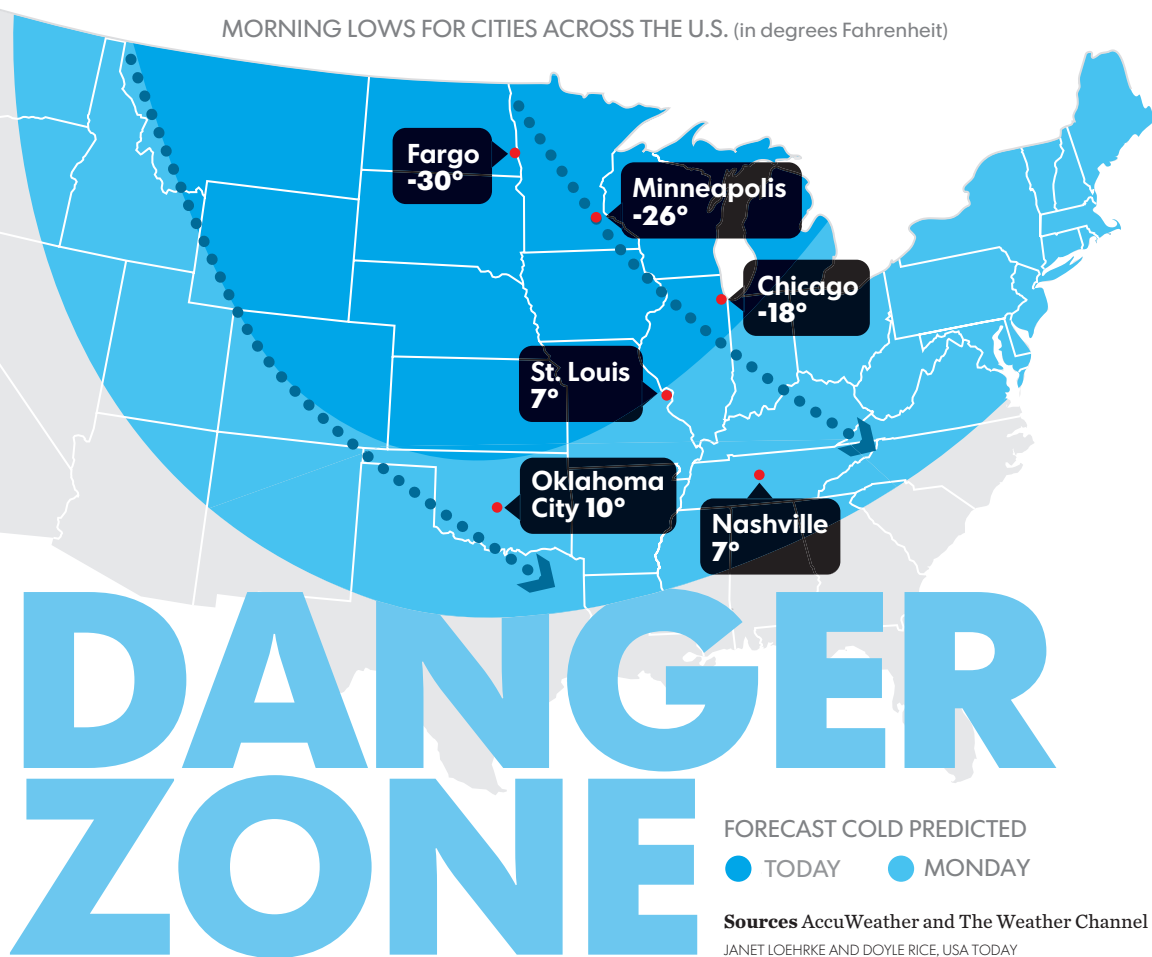 MORNING LOWS FOR CITIES ACROSS THE U.S. (in degrees Fahrenheit)
Fargo
-30°
Minneapolis
-26°
Chicago
-18°
St. Louis
7°
Oklahoma
City 10°
Nashville
7°
DANGER
ZONE
FORECAST COLD PREDICTED
TODAY
MONDAY
Sources AccuWeather and The Weather Channel
JANET LOEHRKE AND DOYLE RICE, USA TODAY